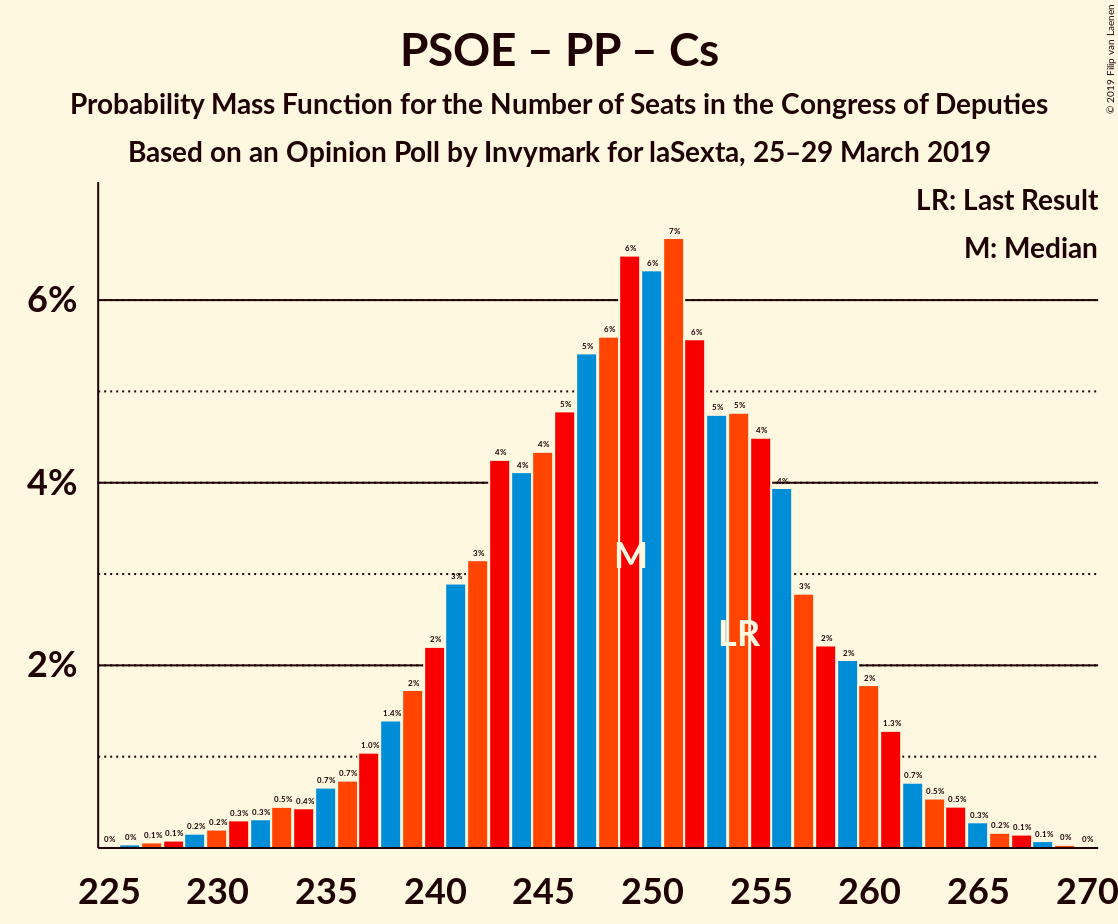 PSOE – PP – Cs
Probability Mass Function for the Number of Seats in the Congress of Deputies
Based on an Opinion Poll by Invymark for laSexta, 25–29 March 2019
© 2019 Filip van Laenen
LR: Last Result
M: Median
6%
4%
2%
0% 0% 0.1% 0.1% 0.2% 0.2% 0.3% 0.3% 0.5% 0.4% 0.7% 0.7% 1.0% 1.4% 2% 2% 3% 3% 4% 4% 4% 5% 5% 6% 6% 6% 7% 6% 5% 5% 4% 4% 3% 2% 2% 2% 1.3% 0.7% 0.5% 0.5% 0.3% 0.2% 0.1% 0.1% 0% 0%
M
LR
225 230 235 240 245 250 255 260 265 270